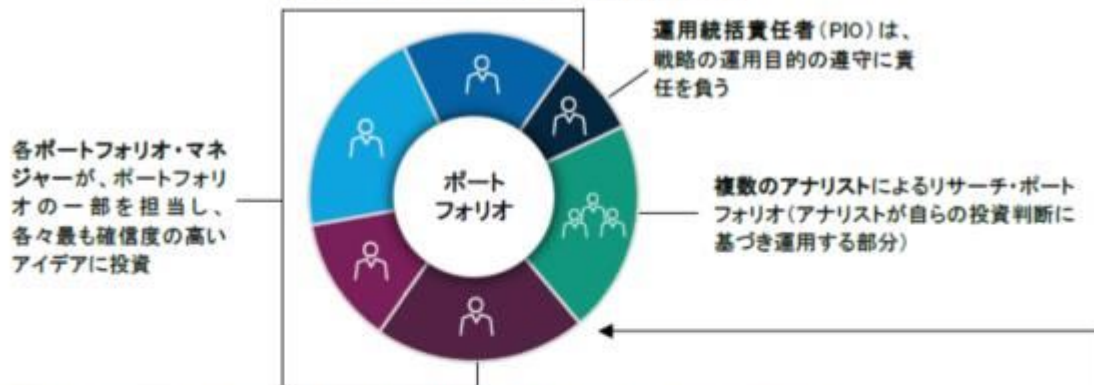 運用統括責任者(PIO)は、
戦略の運用目的の遵守に責
任を負う
各ポートフォリオ・マネ
ジャーが、ポートフォリ
オの一部を担当し、
各々最も確信度の高い
アイデアに投資
ポート
フォリオ
複数のアナリストによるリサーチ・ポート
フォリオ(アナリストが自らの投資判断に
基づき運用する部分)